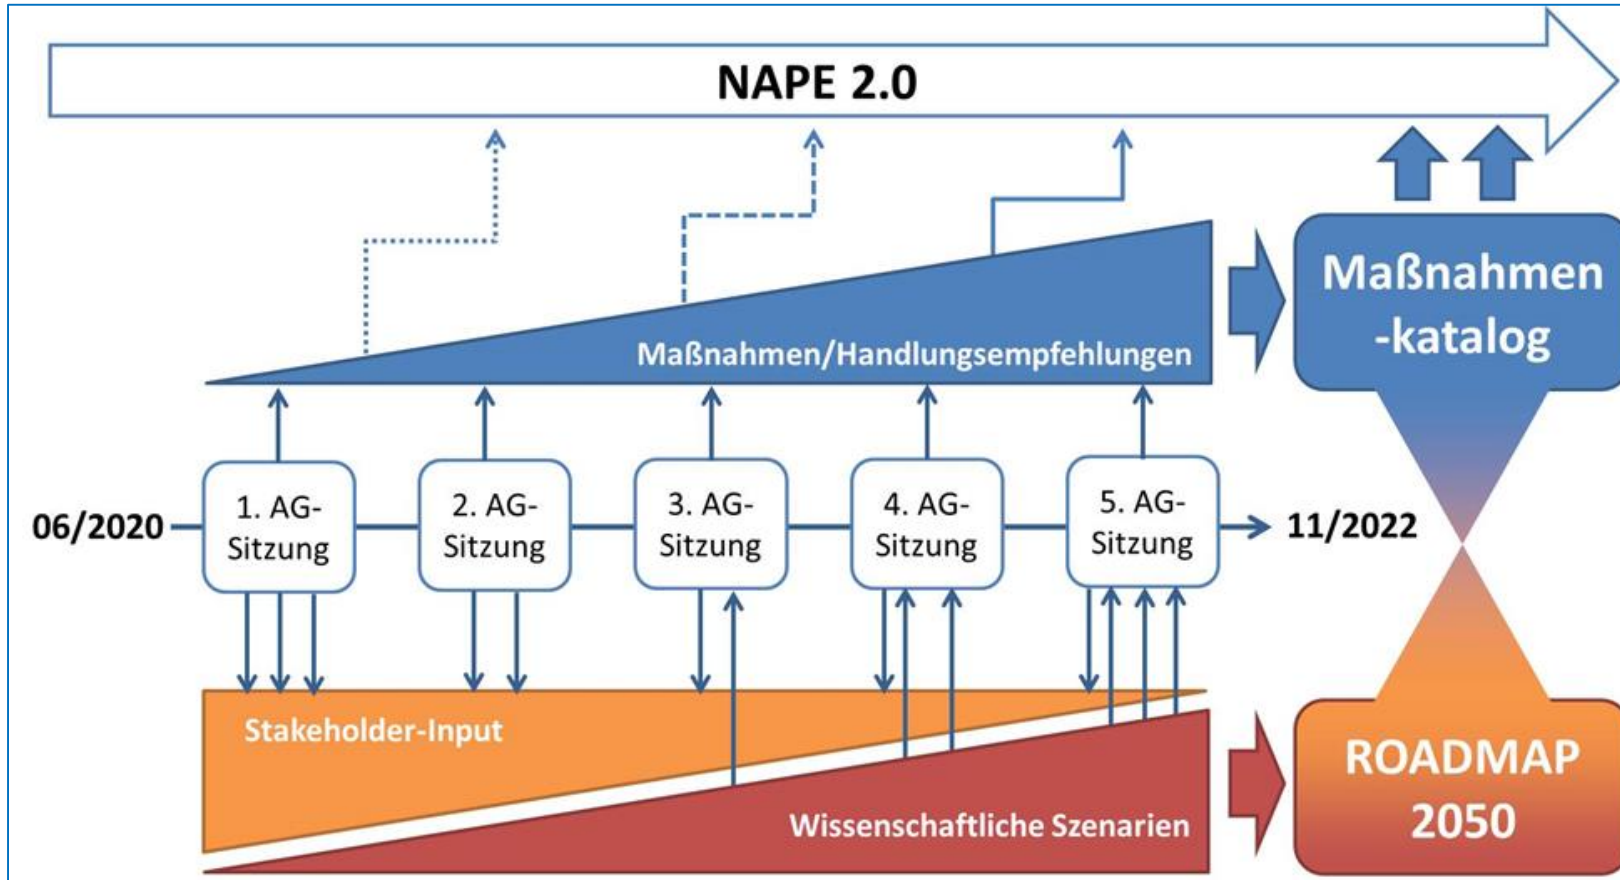 NAPE 2.0
Maßnahmen
-katalog
Maßnahmen/Handlungsempfehlungen
06/2020
1. AG-
Sitzung
2. AG-
Sitzung
3. AG-
Sitzung
4. AG-
Sitzung
5. AG-
Sitzung
11/2022
Stakeholder-Input
Wissenschaftliche Szenarien
ROADMAP
2050